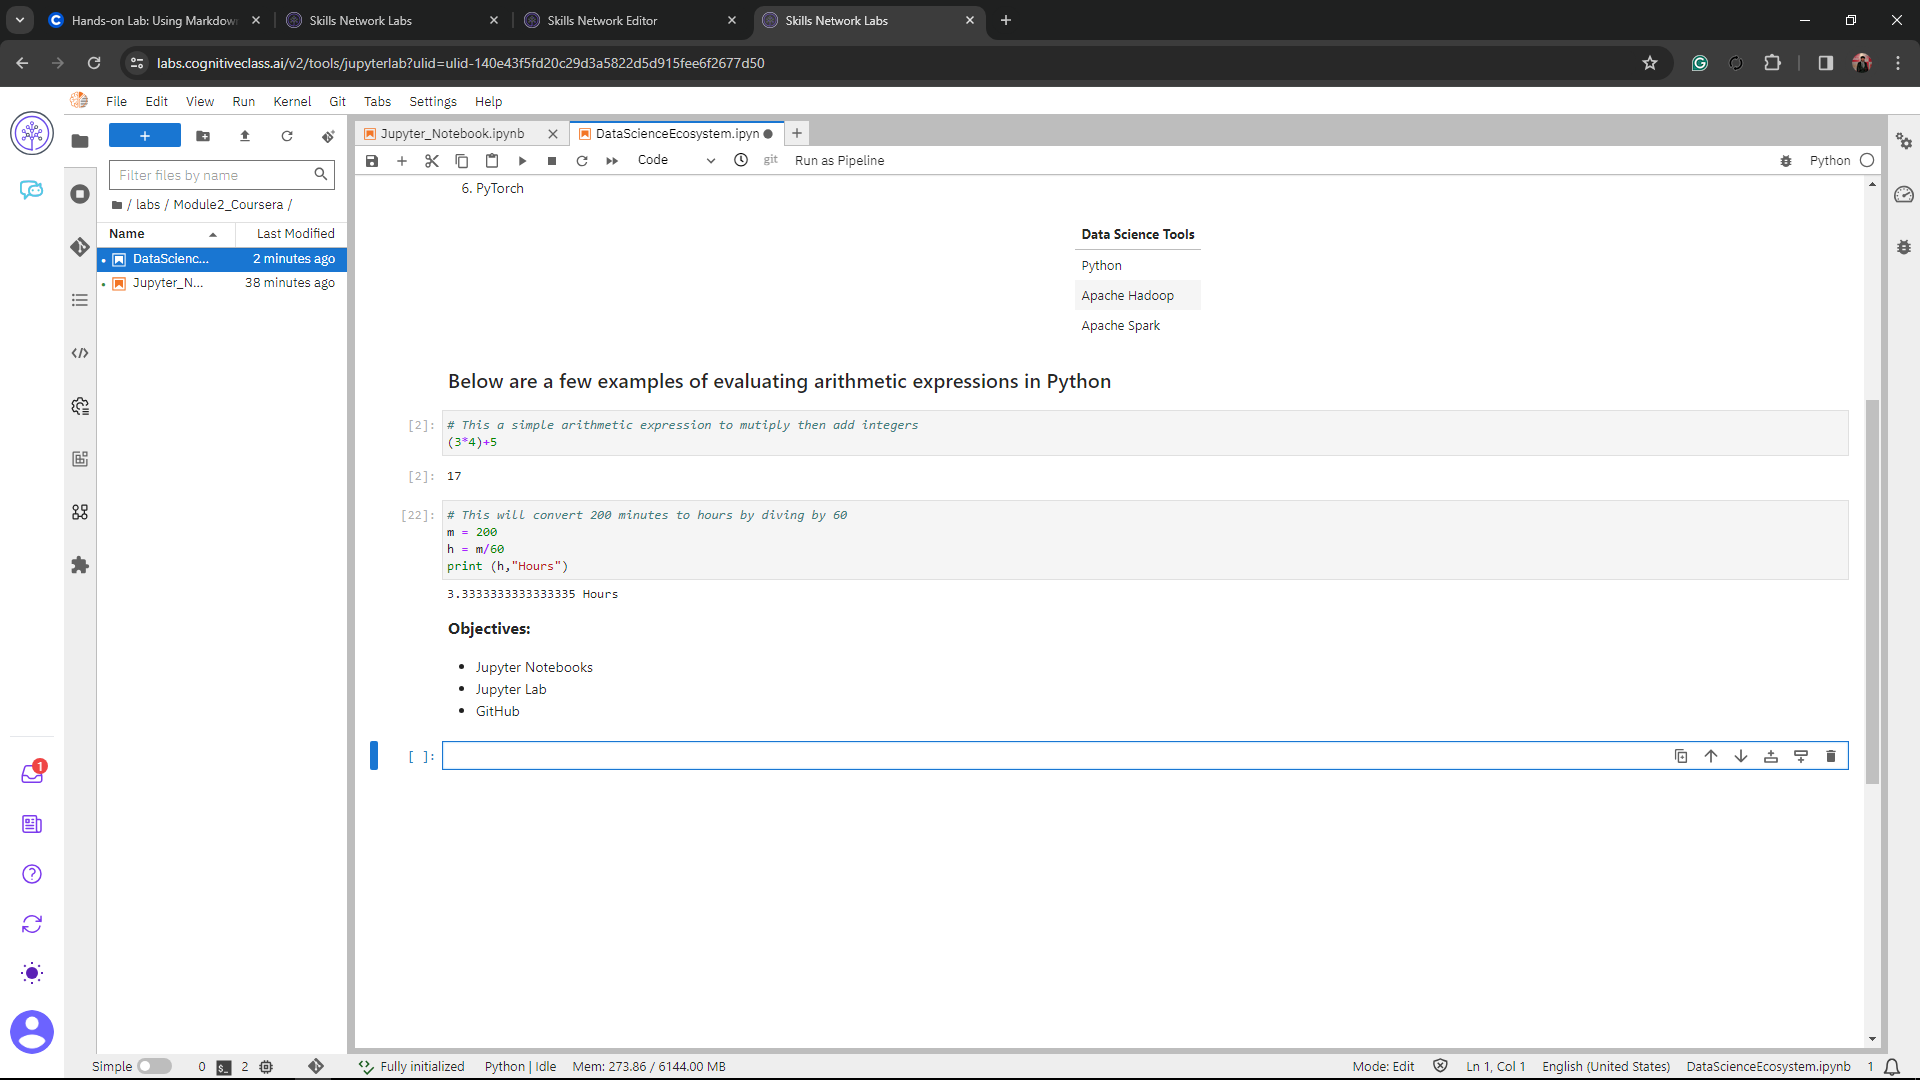 Hands-on Lab: Using Markdow
Skills Network Labs
Skills Network Editor
Skills Network Labs
labs.cognitiveclass.ai/v2/tools/jupyterlab?ulid=ulid-140e43f5fd20c29d3a5822d5d915fee6f2677d50
File Edit View Run Kernel Git Tabs Settings Help
Jupyter_Notebook.ipynb
DataScienceEcosystem.ipyn
Code
git
Run as Pipeline
Python
Filter files by name
/ labs / Module2_Coursera /
Name Last Modified
DataScienc... 2 minutes ago
Jupyter_N... 38 minutes ago
6. PyTorch
Data Science Tools
Python
Apache Hadoop
Apache Spark
Below are a few examples of evaluating arithmetic expressions in Python
[2]: # This a simple arithmetic expression to mutiply then add integers
(3*4)+5
[2]: 17
[22]: # This will convert 200 minutes to hours by diving by 60
m = 200
h = m/60
print (h,"Hours")
3.3333333333333335 Hours
Objectives:
• Jupyter Notebooks
• Jupyter Lab
• GitHub
[ ]:
1
Simple 0 $_ 2 Fully initialized Python | Idle Mem: 273.86 / 6144.00 MB Mode: Edit Ln 1, Col 1 English (United States) DataScienceEcosystem.ipynb 1